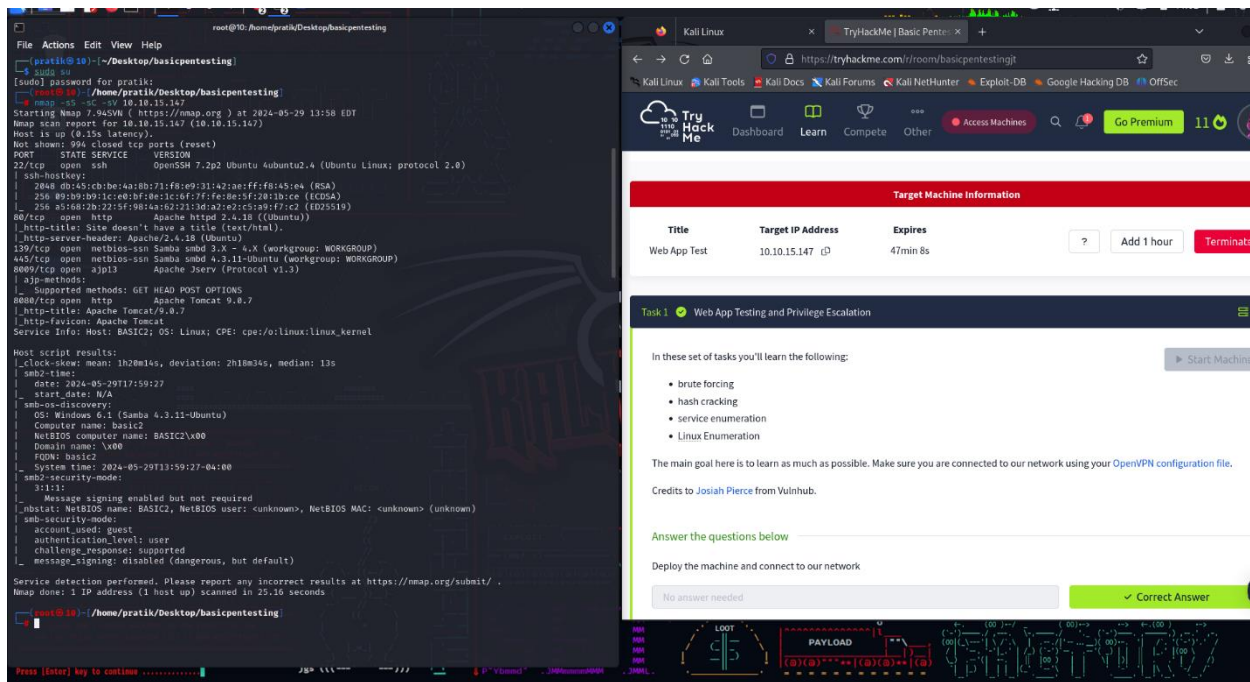 root@10: /home/pratik/Desktop/basicpentesting
File Actions Edit View Help
(pratik@10)-[~/Desktop/basicpentesting]
$ sudo su
[sudo] password for pratik:
(root@10)-[/home/pratik/Desktop/basicpentesting]
# nmap -sS -sC -sV 10.10.15.147
Starting Nmap 7.94SVN ( https://nmap.org ) at 2024-05-29 13:58 EDT
Nmap scan report for 10.10.15.147 (10.10.15.147)
Host is up (0.15s latency).
Not shown: 994 closed tcp ports (reset)
PORT STATE SERVICE VERSION
22/tcp open ssh OpenSSH 7.2p2 Ubuntu 4ubuntu2.4 (Ubuntu Linux; protocol 2.0)
| ssh-hostkey:
| 2048 db:45:cb:be:4a:8b:71:f8:e9:31:42:ae:ff:f8:45:e4 (RSA)
| 256 09:b9:b9:1c:e0:bf:0e:1c:6f:7f:fe:8e:5f:20:1b:ce (ECDSA)
|_ 256 a5:68:2b:22:5f:98:4a:62:21:3d:a2:e2:c5:a9:f7:c2 (ED25519)
80/tcp open http Apache httpd 2.4.18 ((Ubuntu))
|_http-title: Site doesn't have a title (text/html).
|_http-server-header: Apache/2.4.18 (Ubuntu)
139/tcp open netbios-ssn Samba smbd 3.X - 4.X (workgroup: WORKGROUP)
445/tcp open netbios-ssn Samba smbd 4.3.11-Ubuntu (workgroup: WORKGROUP)
8009/tcp open ajp13 Apache Jserv (Protocol v1.3)
| ajp-methods:
|_ Supported methods: GET HEAD POST OPTIONS
8080/tcp open http Apache Tomcat 9.0.7
|_http-title: Apache Tomcat/9.0.7
|_http-favicon: Apache Tomcat
Service Info: Host: BASIC2; OS: Linux; CPE: cpe:/o:linux:linux_kernel
Host script results:
|_clock-skew: mean: 1h20m14s, deviation: 2h18m34s, median: 13s
| smb2-time:
| date: 2024-05-29T17:59:27
|_ start_date: N/A
| smb-os-discovery:
| OS: Windows 6.1 (Samba 4.3.11-Ubuntu)
| Computer name: basic2
| NetBIOS computer name: BASIC2\x00
| Domain name: \x00
| FQDN: basic2
|_ System time: 2024-05-29T13:59:27-04:00
| smb2-security-mode:
| 3:1:1:
|_ Message signing enabled but not required
|_nbstat: NetBIOS name: BASIC2, NetBIOS user: <unknown>, NetBIOS MAC: <unknown> (unknown)
| smb-security-mode:
| account_used: guest
| authentication_level: user
| challenge_response: supported
|_ message_signing: disabled (dangerous, but default)
Service detection performed. Please report any incorrect results at https://nmap.org/submit/ .
Nmap done: 1 IP address (1 host up) scanned in 25.16 seconds
(root@10)-[/home/pratik/Desktop/basicpentesting]
#
Press [Enter] key to continue
Kali Linux
TryHackMe | Basic Pentes
https://tryhackme.com/r/room/basicpentestingjt
Kali Linux Kali Tools Kali Docs Kali Forums Kali NetHunter Exploit-DB Google Hacking DB OffSec
Try Hack Me
Dashboard Learn Compete Other Access Machines Go Premium 11
Target Machine Information
Title Target IP Address Expires
Web App Test 10.10.15.147 47min 8s ? Add 1 hour Terminate
Task 1 Web App Testing and Privilege Escalation
In these set of tasks you'll learn the following:
Start Machine
• brute forcing
• hash cracking
• service enumeration
• Linux Enumeration
The main goal here is to learn as much as possible. Make sure you are connected to our network using your OpenVPN configuration file.
Credits to Josiah Pierce from Vulnhub.
Answer the questions below
Deploy the machine and connect to our network
No answer needed
Correct Answer
LOOT
PAYLOAD